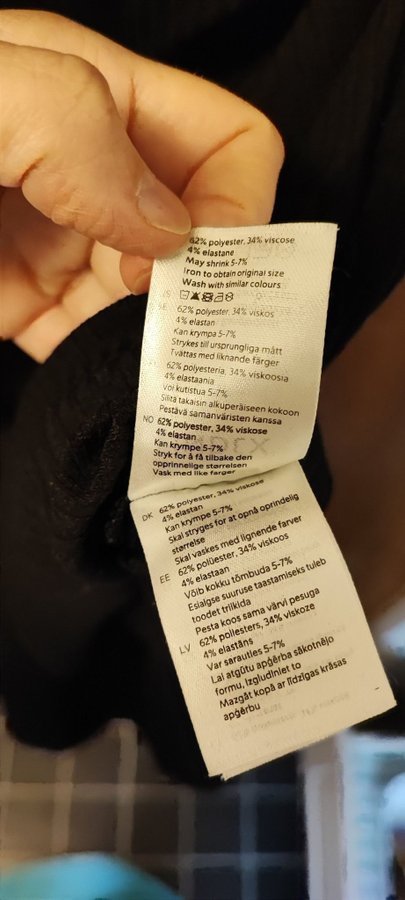 62% polyester, 34% viscose
4% elastane
May shrink 5-7%
Iron to obtain original size
Wash with similar colours
62% polyester, 34% viskos
4% elastan
Kan krympa 5-7%
Strykes till ursprungliga mått
Tvättas med liknande färger
62% polyesteria, 34% viskoosia
4% elastaania
Voi kutistua 5-7%
Silitä takaisin alkuperäiseen kokoon
Pestävä samanväristen kanssa
NO 62% polyester, 34% viskose
4% elastan
Kan krympe 5-7%
Stryk for å få tilbake den
opprinnelige størrelsen
Vask med like farger
DK 62% polyester, 34% viskose
4% elastan
Kan krympe 5-7%
Skal stryges for at opnå oprindelig
størrelse
Skal vaskes med lignende farver
EE 62% polüester, 34% viskoos
4% elastaan
Võib kokku tõmbuda 5-7%
Esialgse suuruse taastamiseks tuleb
toodet triikida
Pesta koos sama värvi pesuga
LV 62% poliesters, 34% viskoze
4% elastāns
Var sarauties 5-7%
Lai atgūtu apģērba sākotnējo
formu, izgludiniet to
Mazgāt kopā ar līdzīgas krāsas
apģērbu